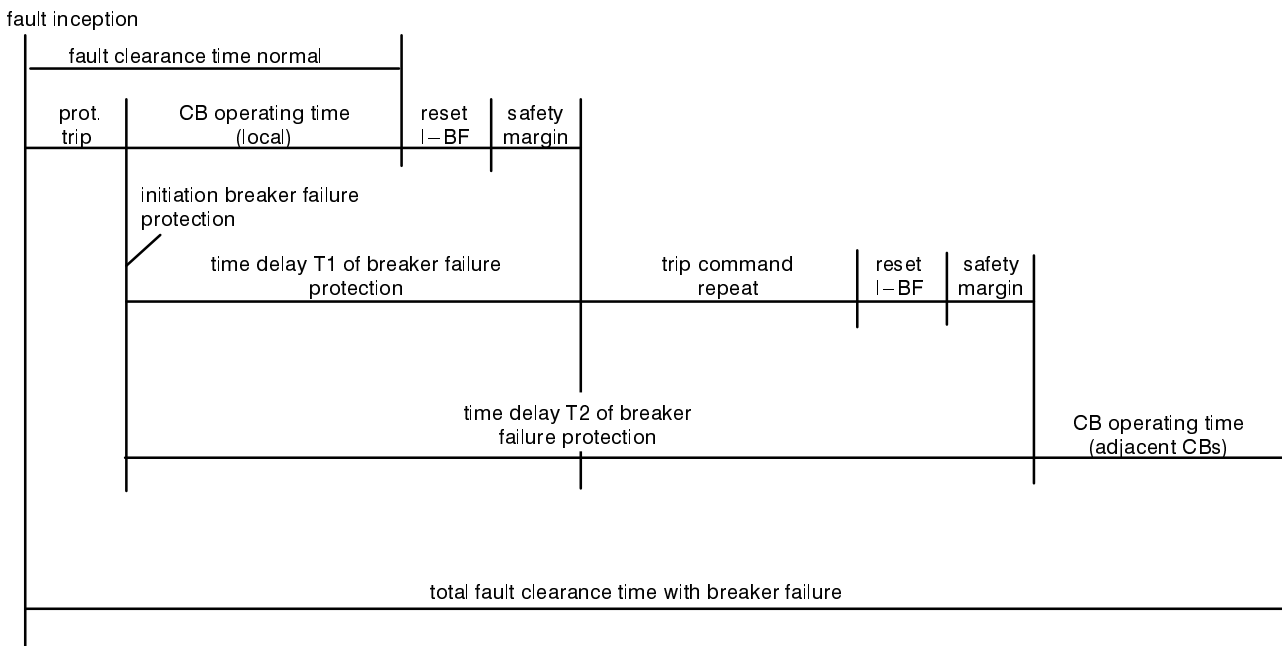 fault inception
fault clearance time normal
prot.
trip
CB operating time
(local)
reset
I–BF
safety
margin
initiation breaker failure
protection
time delay T1 of breaker failure
protection
trip command
repeat
reset
I–BF
safety
margin
time delay T2 of breaker
failure protection
CB operating time
(adjacent CBs)
total fault clearance time with breaker failure